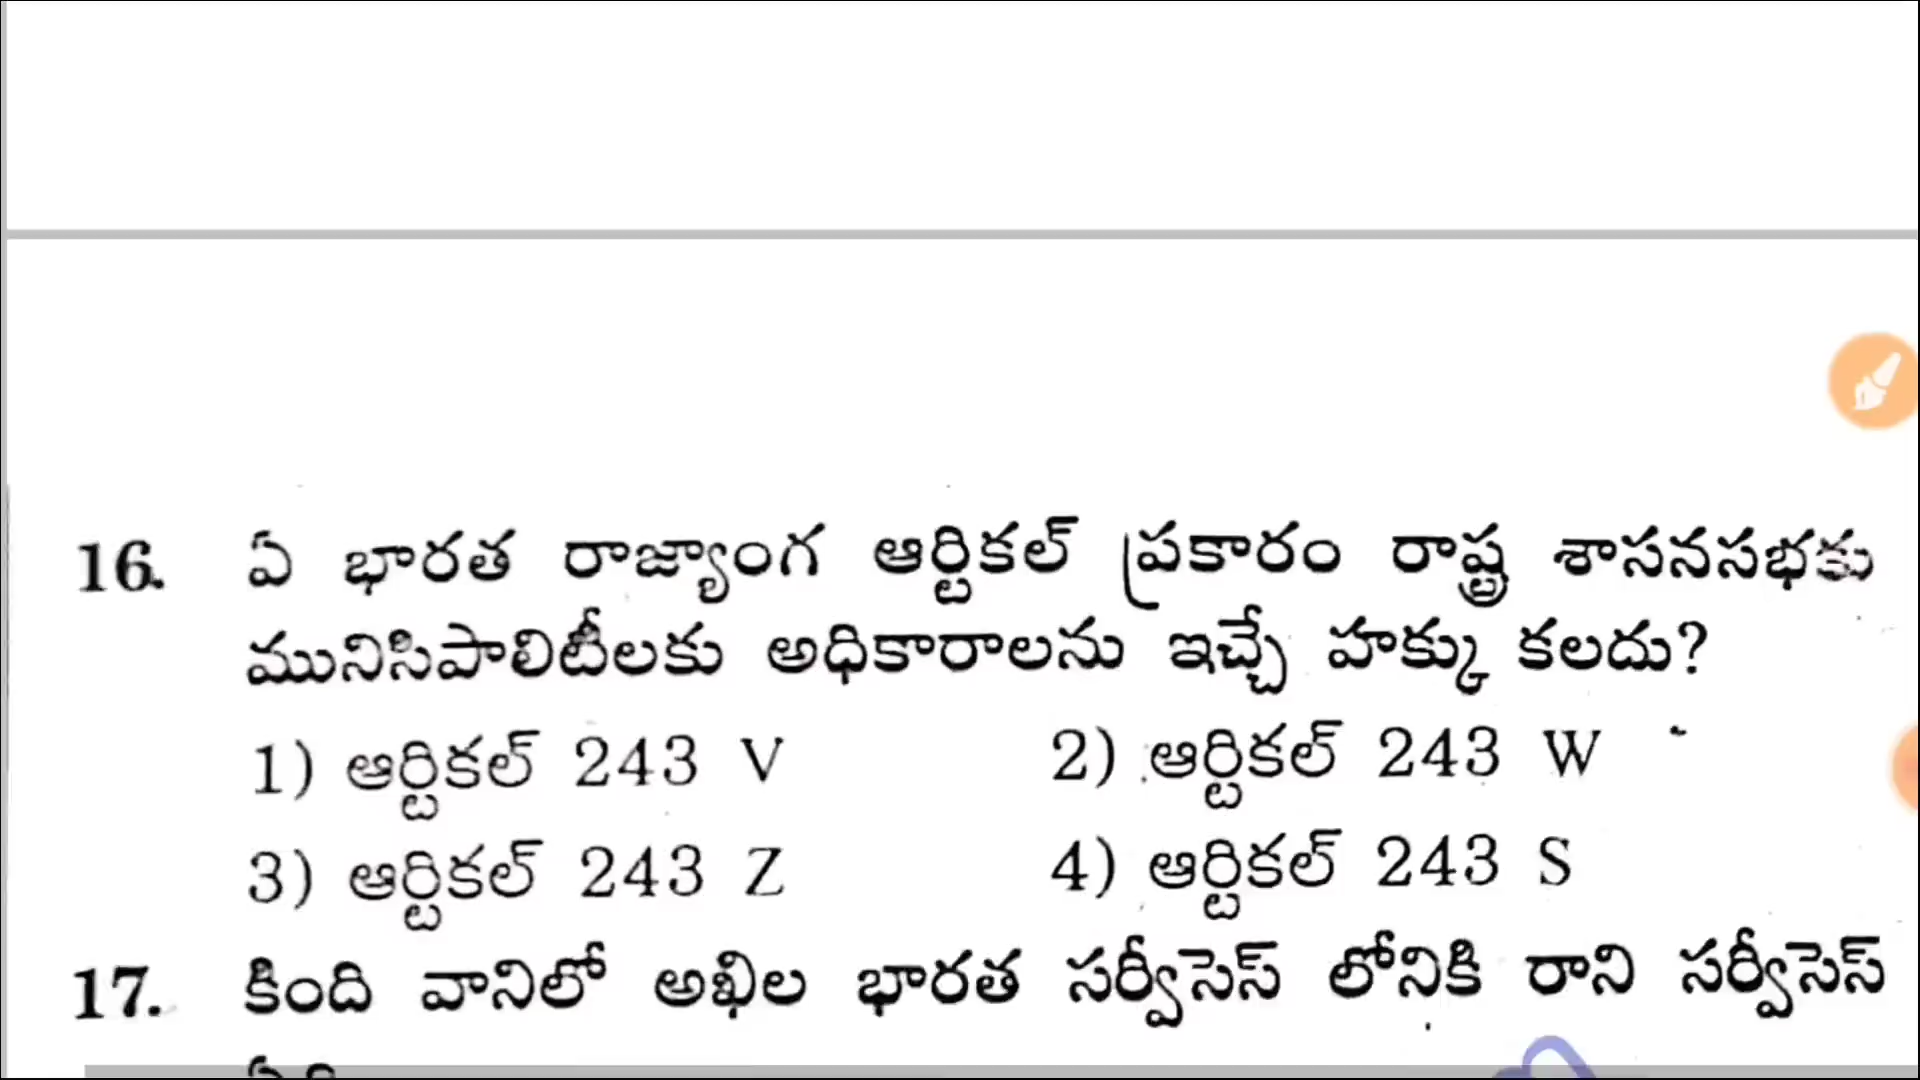 16. ఏ భారత రాజ్యాంగ ఆర్టికల్ ప్రకారం రాష్ట్ర శాసనసభకు
మునిసిపాలిటీలకు అధికారాలను ఇచ్చే హక్కు కలదు?
1) ఆర్టికల్ 243 V 2) ఆర్టికల్ 243 W
3) ఆర్టికల్ 243 Z 4) ఆర్టికల్ 243 S
17. కింది వానిలో అఖిల భారత సర్వీసెస్ లోనికి రాని సర్వీసెస్